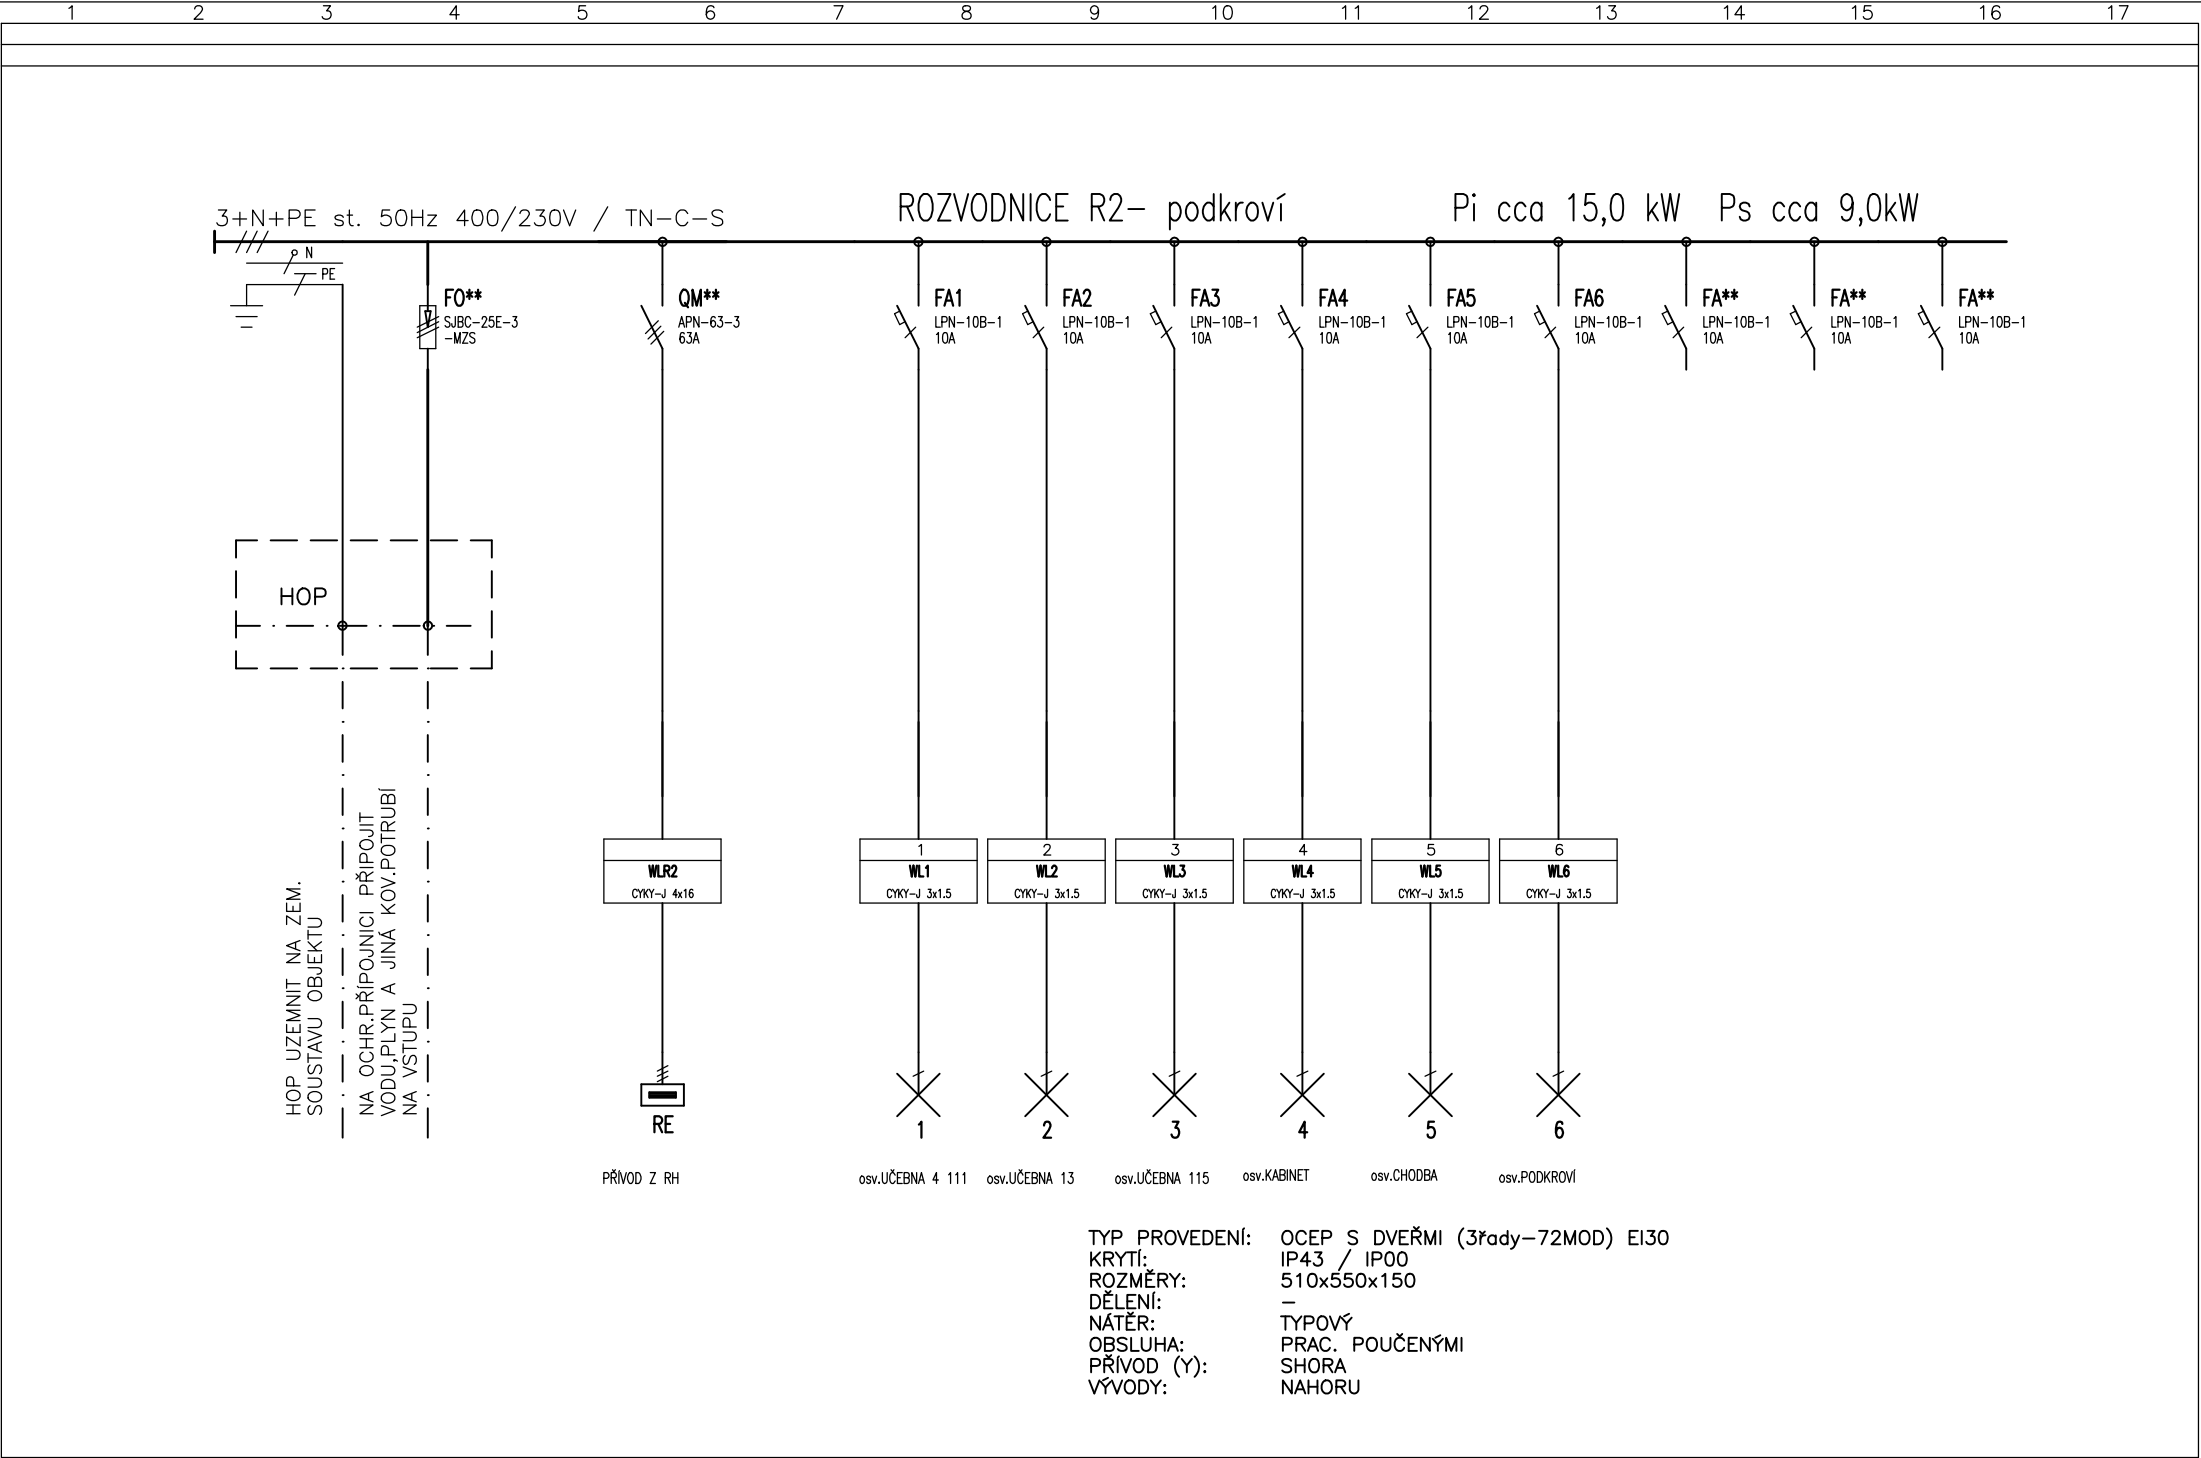 1 2 3 4 5 6 7 8 9 10 11 12 13 14 15 16 17
3+N+PE st. 50Hz 400/230V / TN-C-S
ROZVODNICE R2- podkroví
Pi cca 15,0 kW Ps cca 9,0kW
N
PE
FO**
SJBC-25E-3
-MZS
QM**
APN-63-3
63A
FA1
LPN-10B-1
10A
FA2
LPN-10B-1
10A
FA3
LPN-10B-1
10A
FA4
LPN-10B-1
10A
FA5
LPN-10B-1
10A
FA6
LPN-10B-1
10A
FA**
LPN-10B-1
10A
FA**
LPN-10B-1
10A
FA**
LPN-10B-1
10A
HOP
HOP UZEMNIT NA ZEM.
SOUSTAVU OBJEKTU
NA OCHR.PŘÍPOJNICI PŘIPOJIT
VODU,PLYN A JINÁ KOV.POTRUBÍ
NA VSTUPU
WLR2
CYKY-J 4x16
1
WL1
CYKY-J 3x1.5
2
WL2
CYKY-J 3x1.5
3
WL3
CYKY-J 3x1.5
4
WL4
CYKY-J 3x1.5
5
WL5
CYKY-J 3x1.5
6
WL6
CYKY-J 3x1.5
RE
1
2
3
4
5
6
PŘÍVOD Z RH
osv.UČEBNA 4 111
osv.UČEBNA 13
osv.UČEBNA 115
osv.KABINET
osv.CHODBA
osv.PODKROVÍ
TYP PROVEDENÍ: OCEP S DVEŘMI (3řady-72MOD) EI30
KRYTÍ: IP43 / IP00
ROZMĚRY: 510x550x150
DĚLENÍ: -
NÁTĚR: TYPOVÝ
OBSLUHA: PRAC. POUČENÝMI
PŘÍVOD (Y): SHORA
VÝVODY: NAHORU